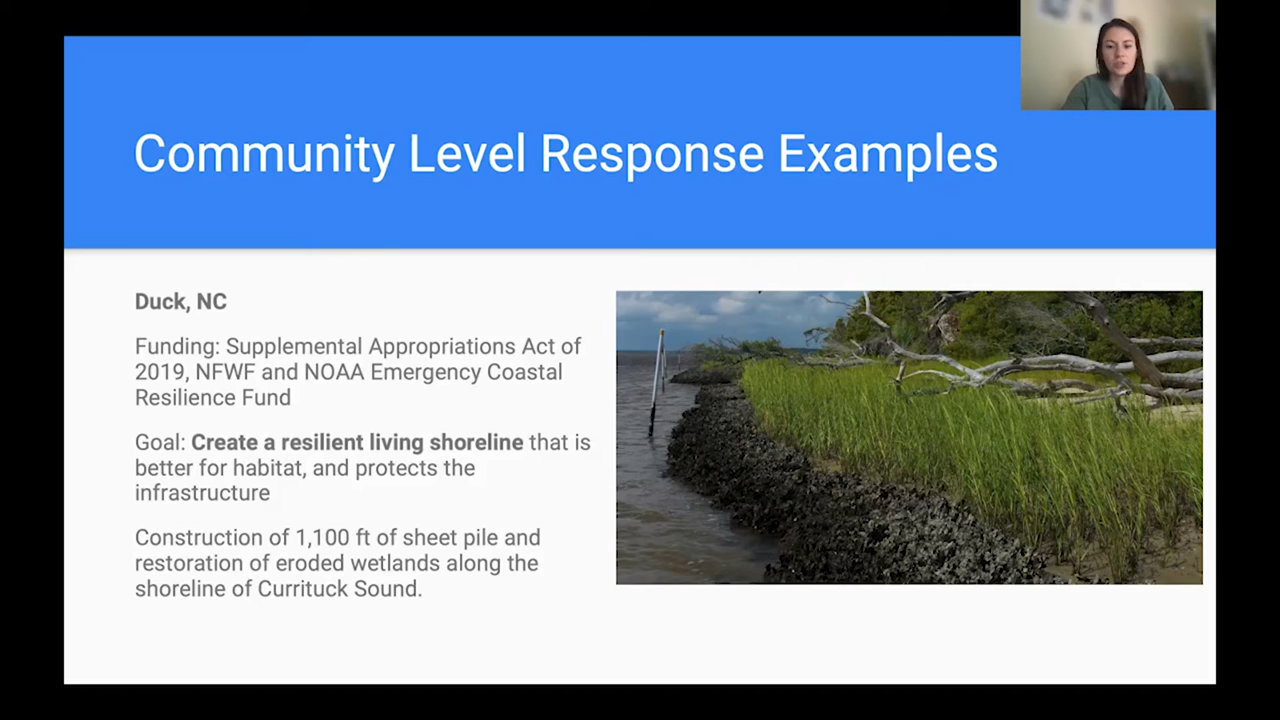 Community Level Response Examples
Duck, NC
Funding: Supplemental Appropriations Act of
2019, NFWF and NOAA Emergency Coastal
Resilience Fund
Goal: Create a resilient living shoreline that is
better for habitat, and protects the
infrastructure
Construction of 1,100 ft of sheet pile and
restoration of eroded wetlands along the
shoreline of Currituck Sound.